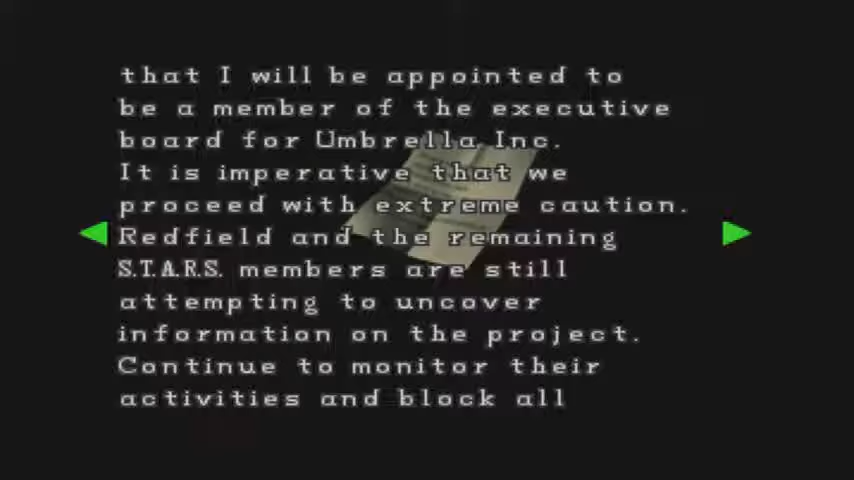 that I will be appointed to
be a member of the executive
board for Umbrella Inc.
It is imperative that we
proceed with extreme caution.
Redfield and the remaining
S.T.A.R.S. members are still
attempting to uncover
information on the project.
Continue to monitor their
activities and block all